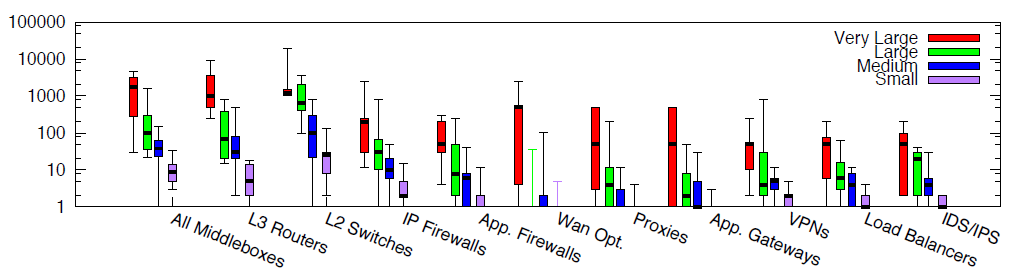 100000
10000
1000
100
10
1
Very Large
Large
Medium
Small
All Middleboxes
L3 Routers
L2 Switches
IP Firewalls
App. Firewalls
Wan Opt.
Proxies
App. Gateways
VPNs
Load Balancers
IDS/IPS